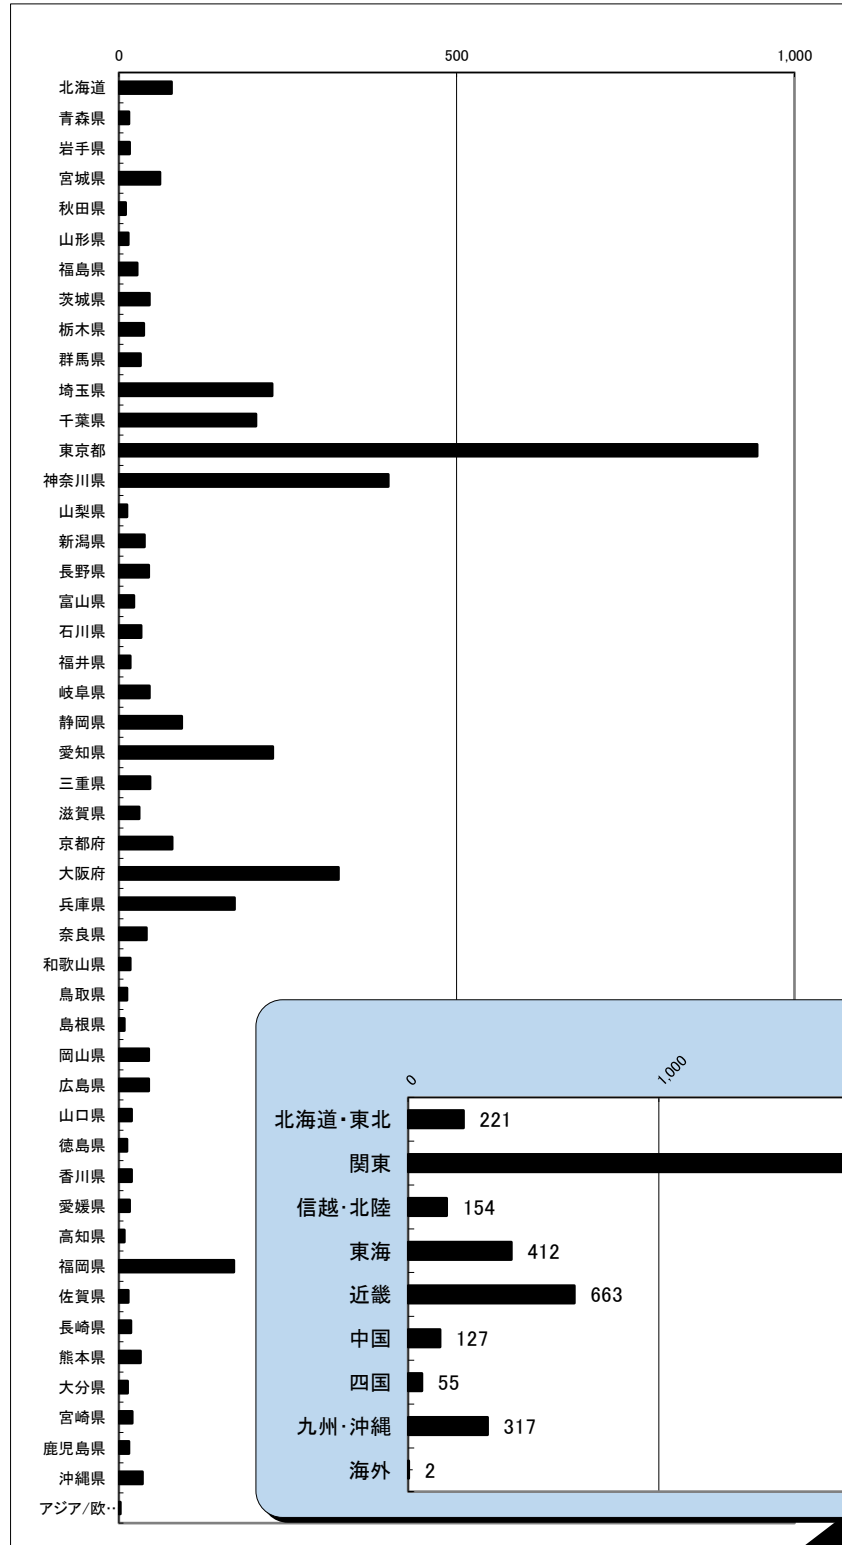 0 500 1,000
北海道
青森県
岩手県
宮城県
秋田県
山形県
福島県
茨城県
栃木県
群馬県
埼玉県
千葉県
東京都
神奈川県
山梨県
新潟県
長野県
富山県
石川県
福井県
岐阜県
静岡県
愛知県
三重県
滋賀県
京都府
大阪府
兵庫県
奈良県
和歌山県
鳥取県
島根県
岡山県
広島県
山口県
徳島県
香川県
愛媛県
高知県
福岡県
佐賀県
長崎県
熊本県
大分県
宮崎県
鹿児島県
沖縄県
アジア/欧…
0 1,000
北海道・東北 221
関東
信越・北陸 154
東海 412
近畿 663
中国 127
四国 55
九州・沖縄 317
海外 2